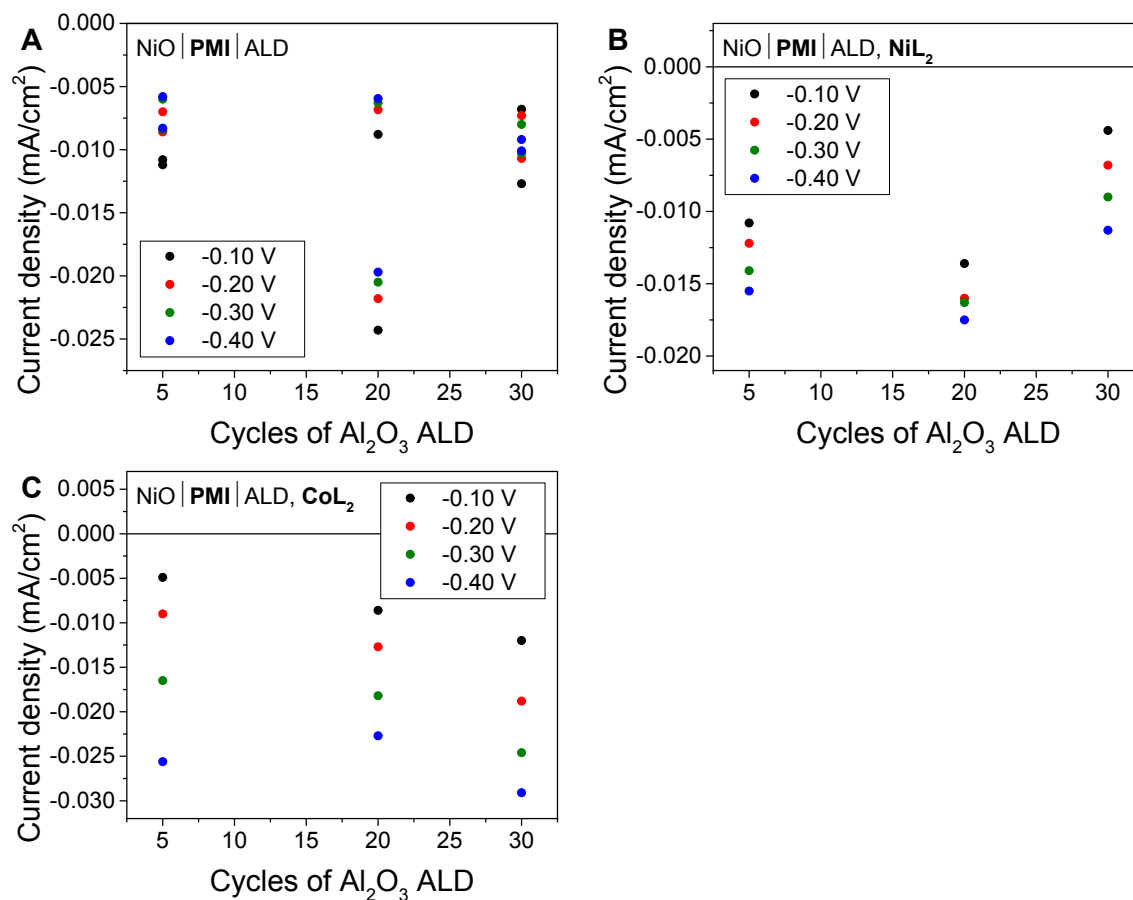 A
NiO | PMI | ALD
0.000
-0.005
-0.010
-0.015
-0.020
-0.025
Current density (mA/cm²)
-0.10 V
-0.20 V
-0.30 V
-0.40 V
5 10 15 20 25 30
Cycles of Al₂O₃ ALD
B
NiO | PMI | ALD, NiL₂
0.000
-0.005
-0.010
-0.015
-0.020
Current density (mA/cm²)
-0.10 V
-0.20 V
-0.30 V
-0.40 V
5 10 15 20 25 30
Cycles of Al₂O₃ ALD
C
NiO | PMI | ALD, CoL₂
0.005
0.000
-0.005
-0.010
-0.015
-0.020
-0.025
-0.030
Current density (mA/cm²)
-0.10 V
-0.20 V
-0.30 V
-0.40 V
5 10 15 20 25 30
Cycles of Al₂O₃ ALD